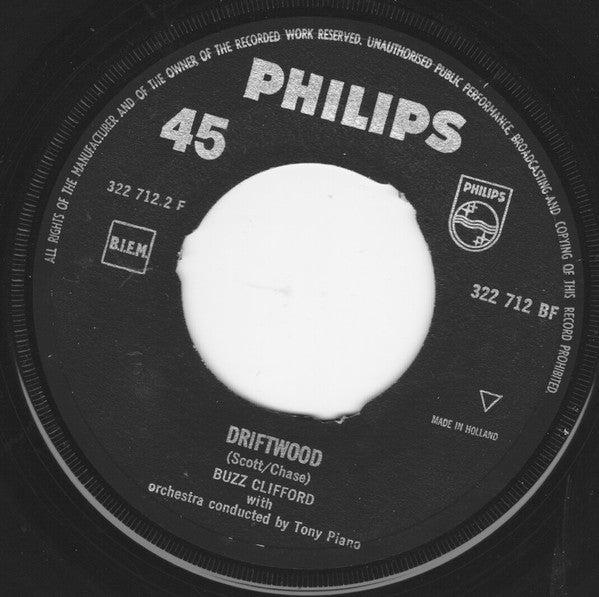 ALL RIGHTS OF THE MANUFACTURER AND OF THE OWNER OF THE RECORDED WORK RESERVED. UNAUTHORISED PUBLIC PERFORMANCE, BROADCASTING AND COPYING OF THIS RECORD PROHIBITED
PHILIPS
45
322 712.2 F
B.I.E.M.
PHILIPS
322 712 BF
MADE IN HOLLAND
DRIFTWOOD
(Scott/Chase)
BUZZ CLIFFORD
with
orchestra conducted by Tony Piano